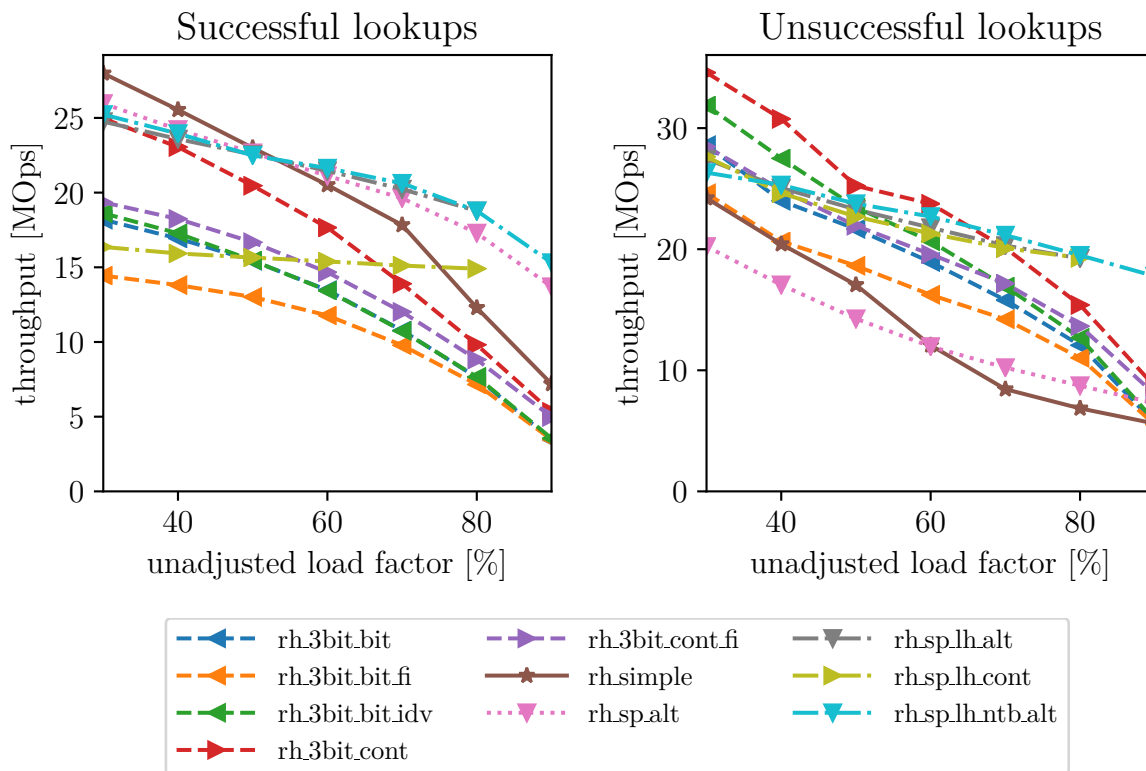 Successful lookups
Unsuccessful lookups
throughput [MOps]
25
20
15
10
5
0
40
60
80
unadjusted load factor [%]
throughput [MOps]
30
20
10
0
40
60
80
unadjusted load factor [%]
rh_3bit_bit
rh_3bit_bit_fi
rh_3bit_bit_idv
rh_3bit_cont
rh_3bit_cont_fi
rh_simple
rh_sp_alt
rh_sp_lh_alt
rh_sp_lh_cont
rh_sp_lh_ntb_alt